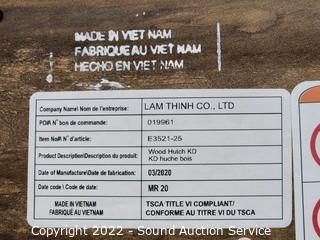 MADE IN VIET NAM
FABRIQUE AU VIET NAM
HECHO EN VIET NAM
Company Name/ Nom de l'entreprise: LAM THINH CO., LTD
PO#/ N° bon de commande: 019961
Item No#/ N° d'article: E3521-25
Product Description/Description du produit: Wood Hutch KD
KD huche bois
Date of Manufacture/Date de fabrication: 03/2020
Date code/ Code de date: MR 20
MADE IN VIETNAM
FABRIQUÉ AU VIETNAM
TSCA TITLE VI COMPLIANT/
CONFORME AU TITRE VI DU TSCA
Copyright 2022 - Sound Auction Service